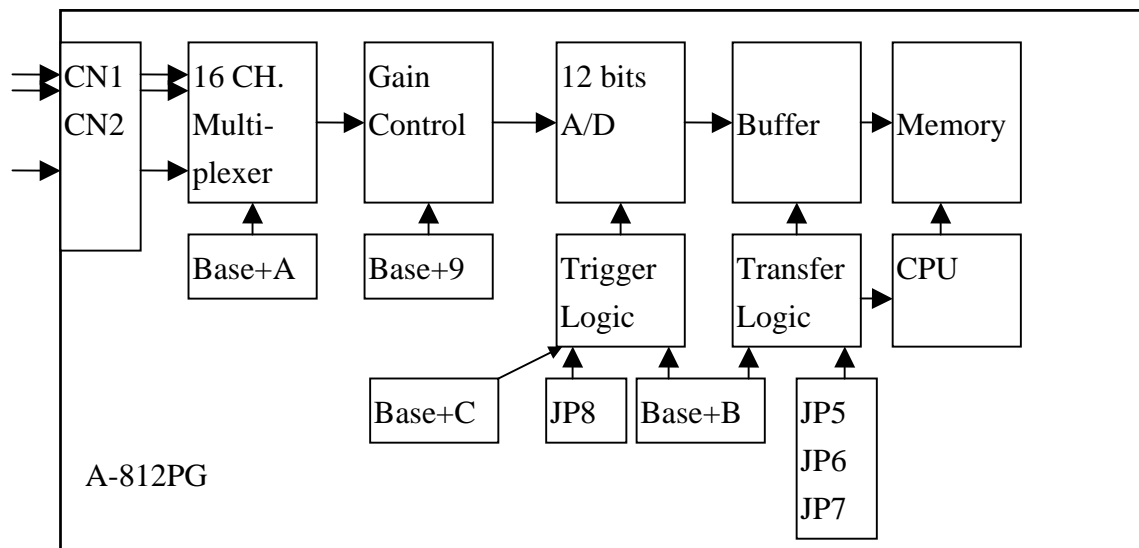 CN1
CN2
16 CH.
Multi-
plexer
Gain
Control
12 bits
A/D
Buffer
Memory
Base+A
Base+9
Trigger
Logic
Transfer
Logic
CPU
Base+C
JP8
Base+B
JP5
JP6
JP7
A-812PG